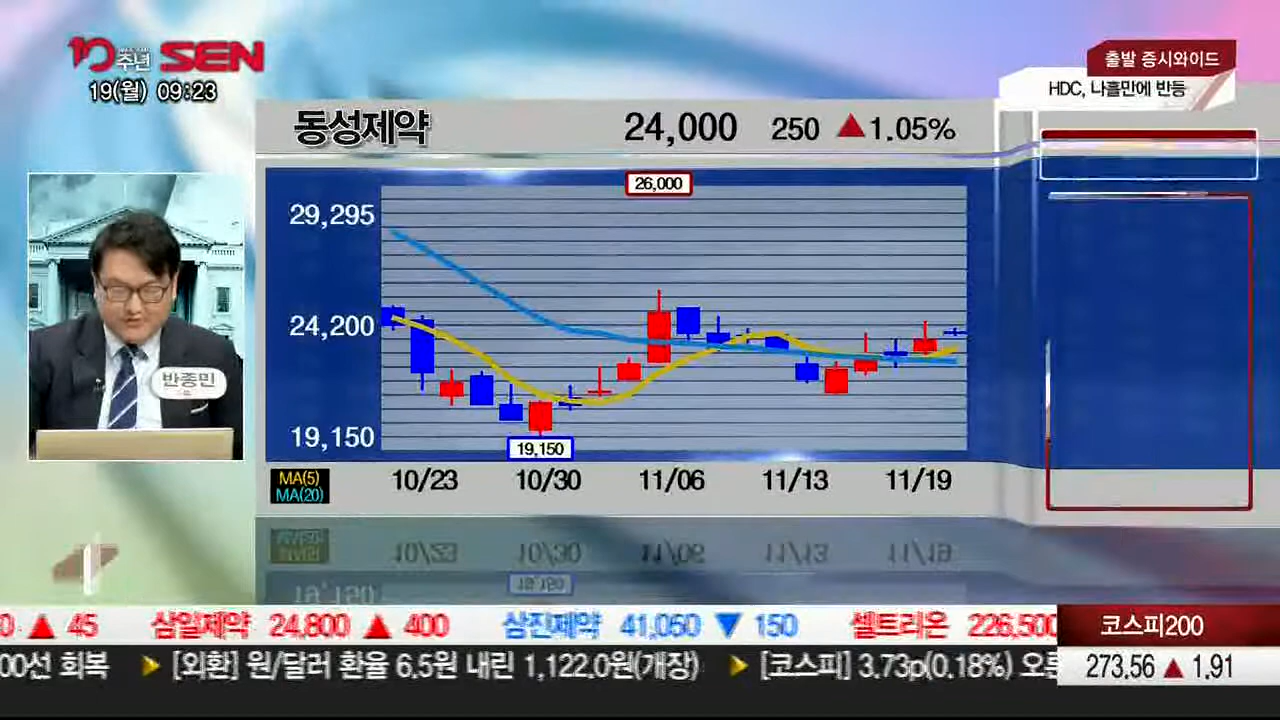 10주년 SEN
19(월) 09:23
출발 증시와이드
HDC, 나흘만에 반등
동성제약 24,000 250 ▲1.05%
26,000
29,295
24,200
19,150
19,150
반종민
MA(5)
MA(20)
10/23 10/30 11/06 11/13 11/19
0 ▲ 45 삼일제약 24,800 ▲ 400 삼진제약 41,050 ▼ 150 셀트리온 226,500
코스피200
00선 회복 ▶ [외환] 원/달러 환율 6.5원 내린 1,122.0원(개장) ▶ [코스피] 3.73p(0.18%)
273.56 ▲ 1.91